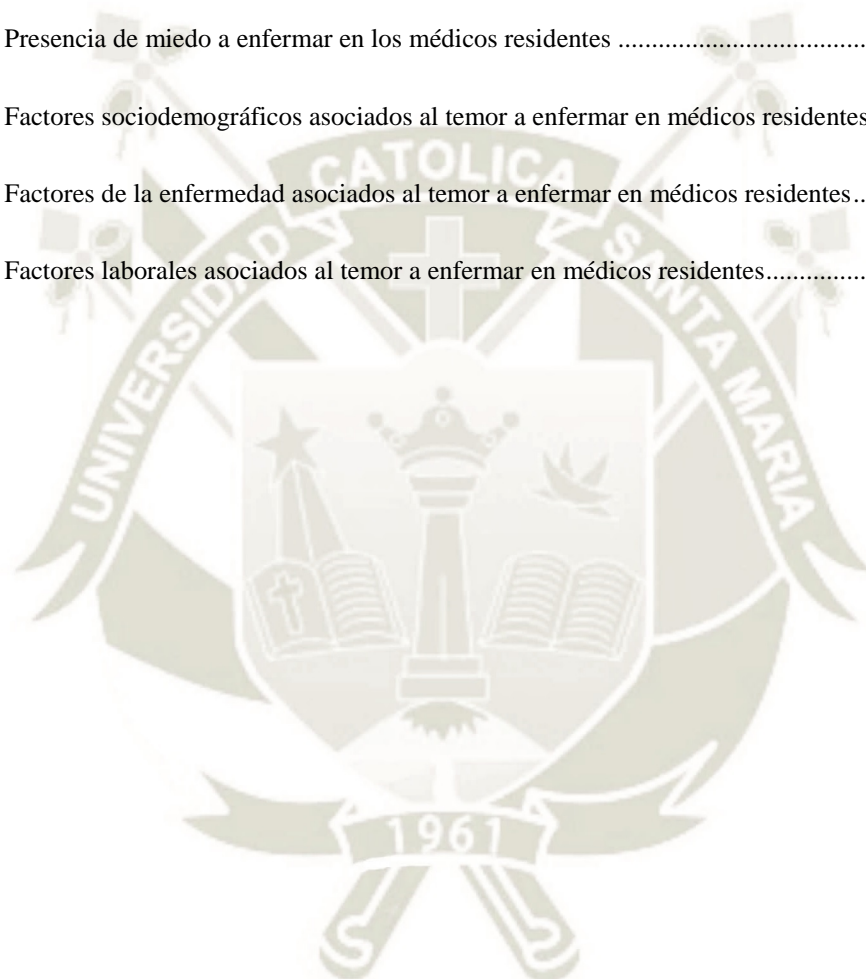 Presencia de miedo a enfermar en los médicos residentes .....................................
Factores sociodemográficos asociados al temor a enfermar en médicos residentes
Factores de la enfermedad asociados al temor a enfermar en médicos residentes..
Factores laborales asociados al temor a enfermar en médicos residentes...............
UNIVERSIDAD CATOLICA SANTA MARIA
1961